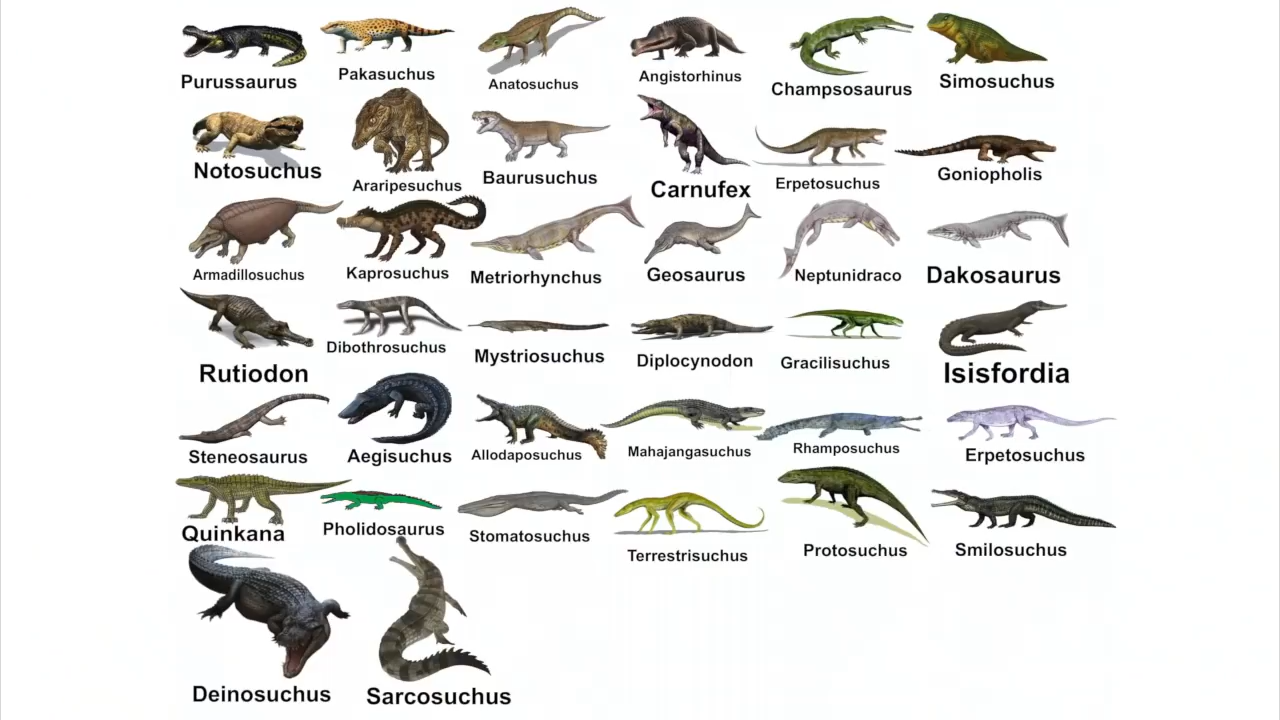 Purussaurus
Pakasuchus
Anatosuchus
Angistorhinus
Champsosaurus
Simosuchus
Notosuchus
Araripesuchus
Baurusuchus
Carnufex
Erpetosuchus
Goniopholis
Armadillosuchus
Kaprosuchus
Metriorhynchus
Geosaurus
Neptunidraco
Dakosaurus
Rutiodon
Dibothrosuchus
Mystriosuchus
Diplocynodon
Gracilisuchus
Isisfordia
Steneosaurus
Aegisuchus
Allodaposuchus
Mahajangasuchus
Rhamposuchus
Erpetosuchus
Quinkana
Pholidosaurus
Stomatosuchus
Terrestrisuchus
Protosuchus
Smilosuchus
Deinosuchus
Sarcosuchus